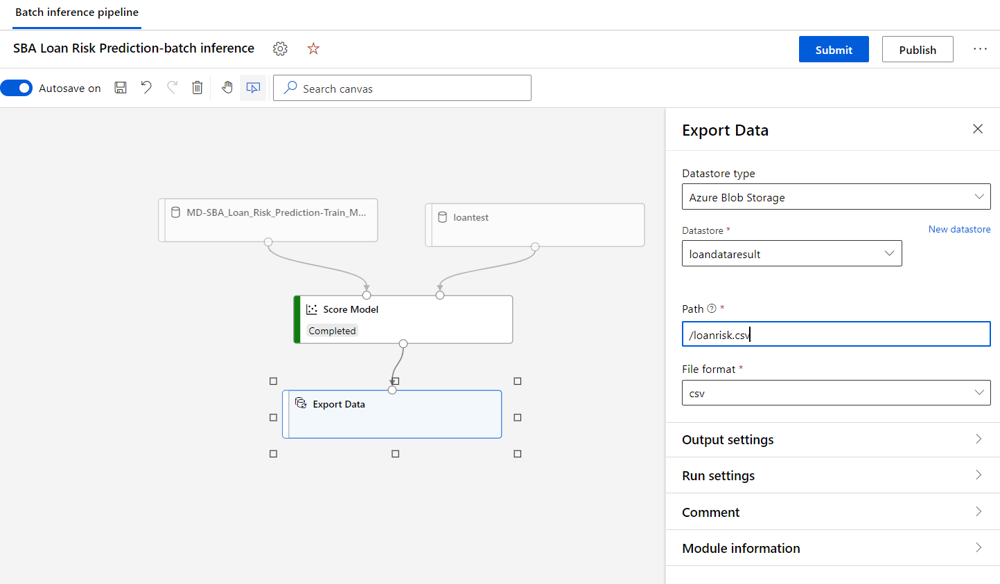 Batch inference pipeline
SBA Loan Risk Prediction-batch inference
Submit
Publish
Autosave on
Search canvas
MD-SBA_Loan_Risk_Prediction-Train_M...
loantest
Score Model
Completed
Export Data
Export Data
Datastore type
Azure Blob Storage
Datastore *
New datastore
loandataresult
Path ? *
/loanrisk.csv
File format *
csv
Output settings
Run settings
Comment
Module information